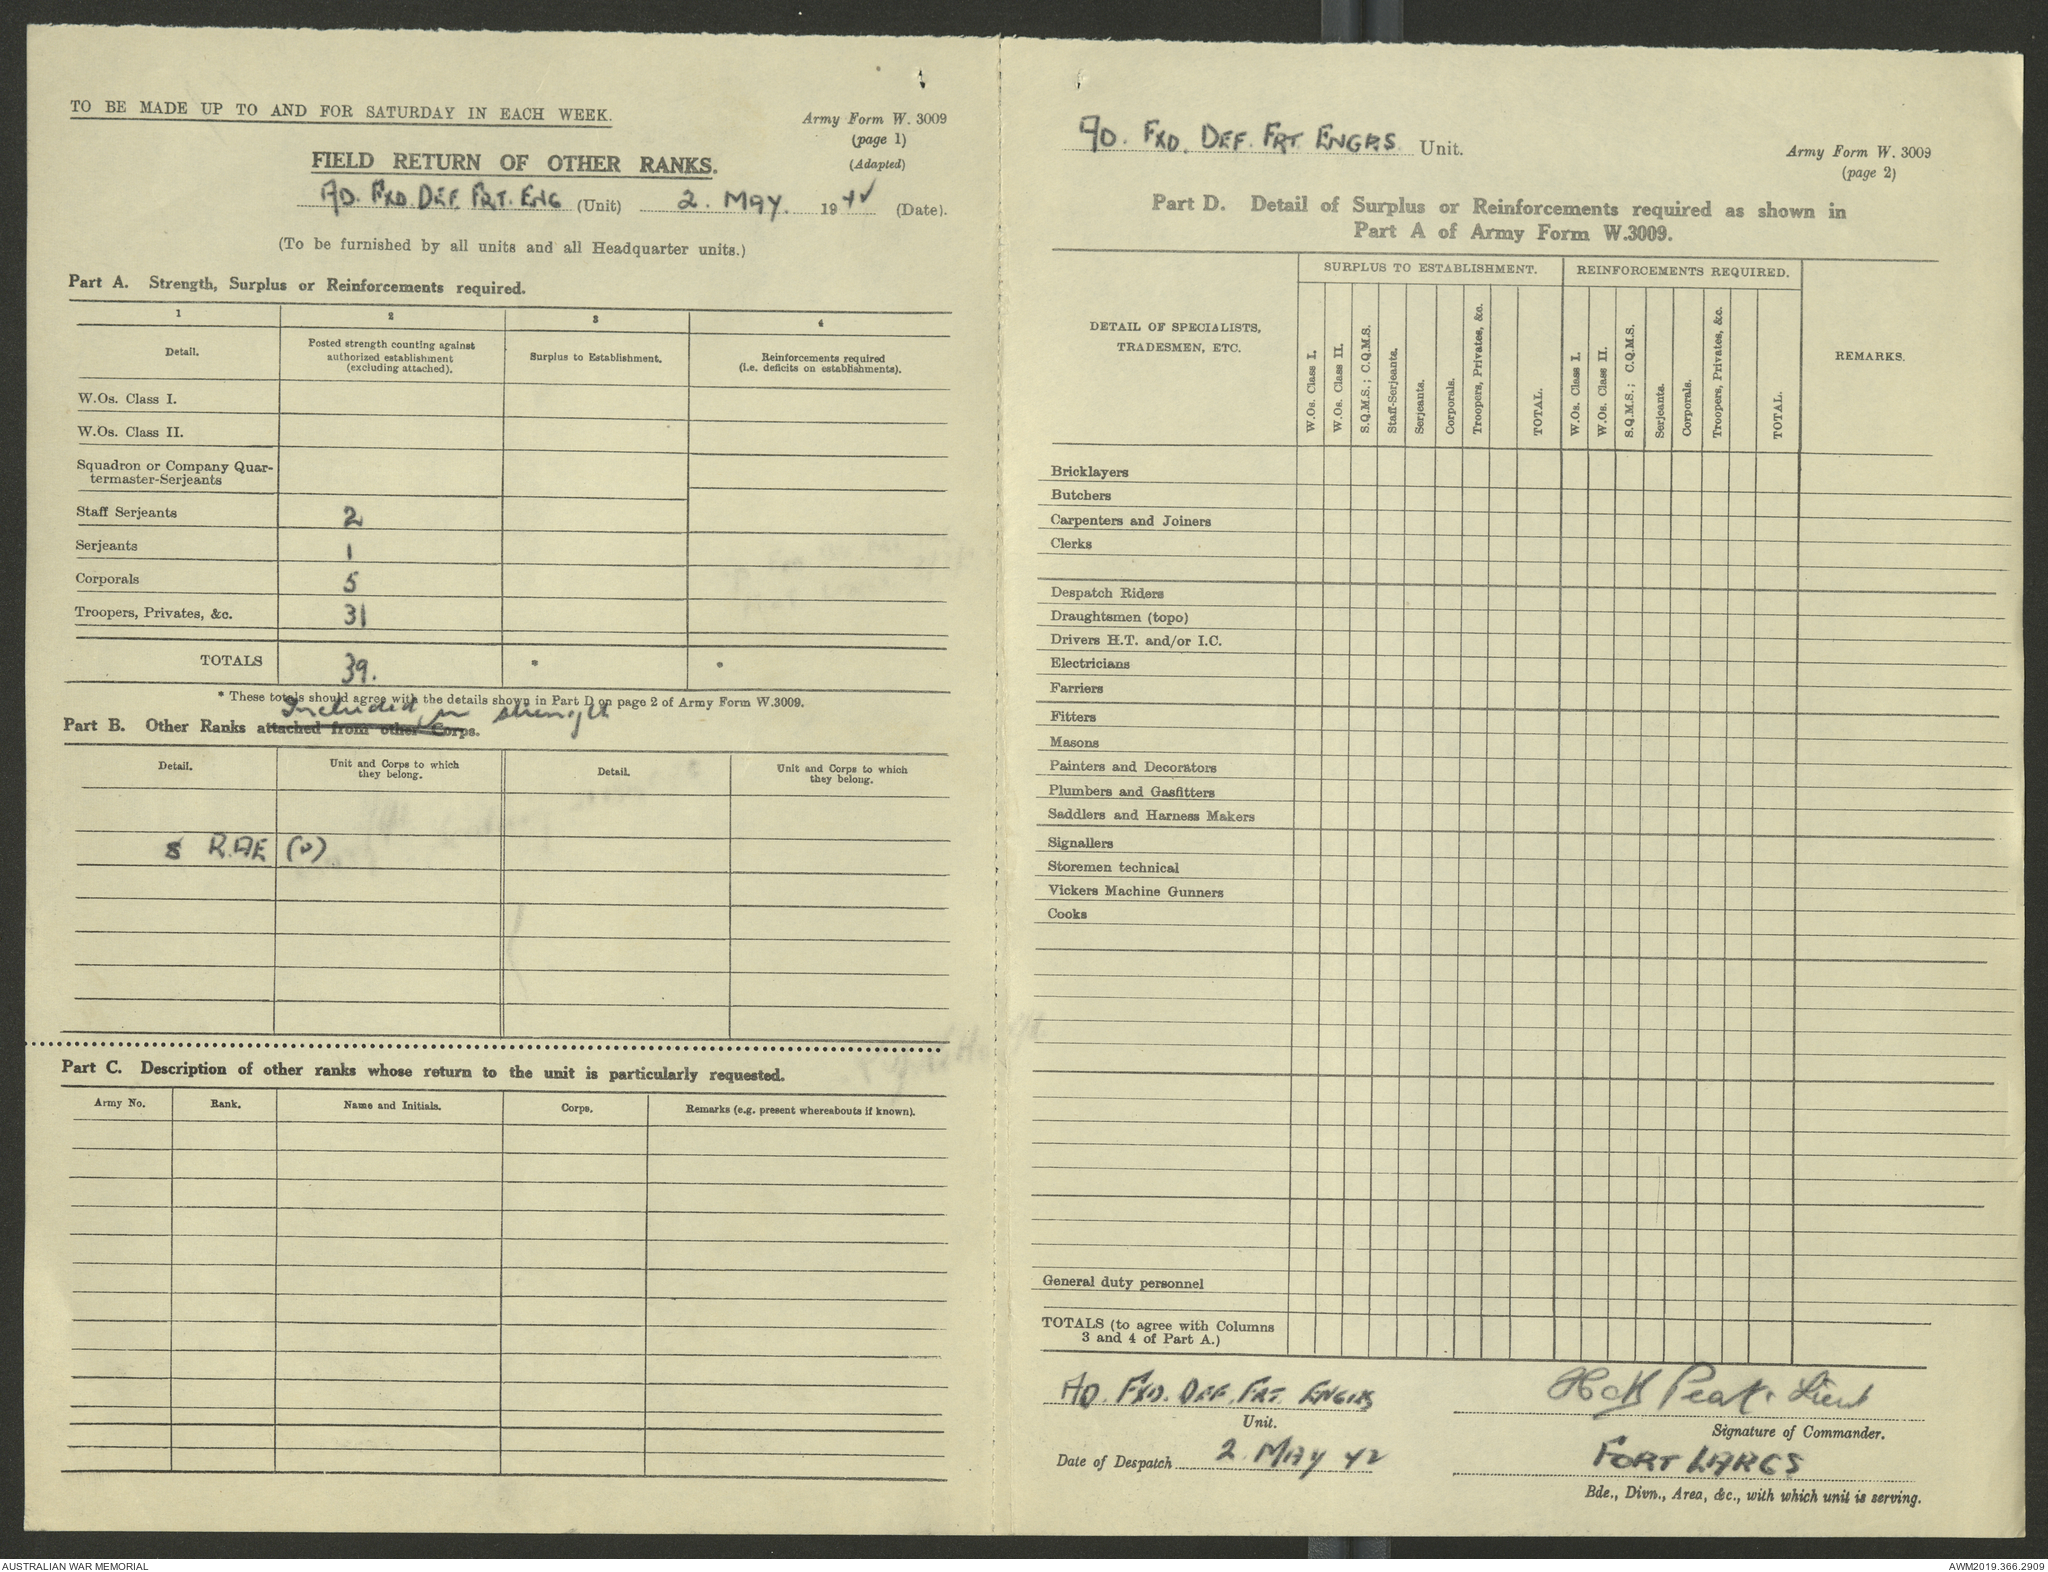 TO BE MADE UP TO AND FOR SATURDAY IN EACH WEEK.
Army Form W. 3009
(page 1)
(Adapted)
FIELD RETURN OF OTHER RANKS.
AD. FXD. DEF. FRT. ENG (Unit) 2. MAY. 1942 (Date).
(To be furnished by all units and all Headquarter units.)
Part A. Strength, Surplus or Reinforcements required.
1 2 3 4
Detail.
Posted strength counting against authorized establishment (excluding attached).
Surplus to Establishment.
Reinforcements required (i.e. deficits on establishments).
W.Os. Class I.
W.Os. Class II.
Squadron or Company Quar-
termaster-Serjeants
Staff Serjeants 2
Serjeants 1
Corporals 5
Troopers, Privates, &c. 31
TOTALS 39. * *
* These totals should agree with the details shown in Part D on page 2 of Army Form W.3009.
Included in strength
Part B. Other Ranks attached from other Corps.
Detail.
Unit and Corps to which they belong.
Detail.
Unit and Corps to which they belong.
8 R.AE (v)
Part C. Description of other ranks whose return to the unit is particularly requested.
Army No. Rank. Name and Initials. Corps. Remarks (e.g. present whereabouts if known).
AD. FXD. DEF. FRT. ENGRS Unit.
Army Form W. 3009
(page 2)
Part D. Detail of Surplus or Reinforcements required as shown in
Part A of Army Form W.3009.
DETAIL OF SPECIALISTS,
TRADESMEN, ETC.
SURPLUS TO ESTABLISHMENT.
W.Os. Class I.
W.Os. Class II.
S.Q.M.S.; C.Q.M.S.
Staff-Serjeants.
Serjeants.
Corporals.
Troopers, Privates, &c.
TOTAL.
REINFORCEMENTS REQUIRED.
W.Os. Class I.
W.Os. Class II.
S.Q.M.S.; C.Q.M.S.
Serjeants.
Corporals.
Troopers, Privates, &c.
TOTAL.
REMARKS.
Bricklayers
Butchers
Carpenters and Joiners
Clerks
Despatch Riders
Draughtsmen (topo)
Drivers H.T. and/or I.C.
Electricians
Farriers
Fitters
Masons
Painters and Decorators
Plumbers and Gasfitters
Saddlers and Harness Makers
Signallers
Storemen technical
Vickers Machine Gunners
Cooks
General duty personnel
TOTALS (to agree with Columns
3 and 4 of Part A.)
AD. FXD. DEF. FRT. ENGRS
Unit.
Date of Despatch 2. MAY 42
Peak. Lieut
Signature of Commander.
FORT LARGS
Bde., Divn., Area, &c., with which unit is serving.
AUSTRALIAN WAR MEMORIAL
AWM2019.366.2909